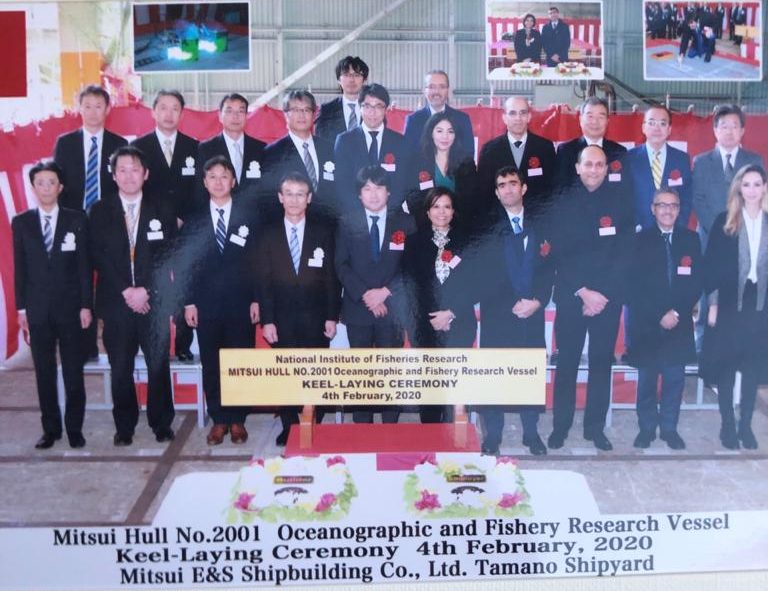 National Institute of Fisheries Research
MITSUI HULL NO.2001 Oceanographic and Fishery Research Vessel
KEEL-LAYING CEREMONY
4th February, 2020
Builder
Mitsui Hull No.2001 Oceanographic and Fishery Research Vessel
Keel-Laying Ceremony 4th February, 2020
Mitsui E&S Shipbuilding Co., Ltd. Tamano Shipyard